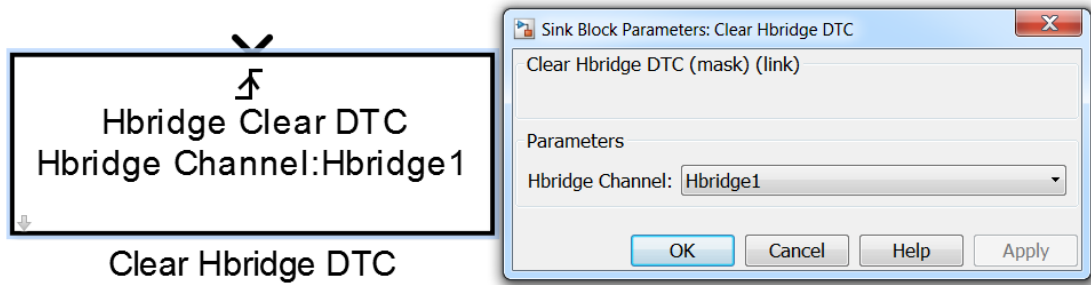 Hbridge Clear DTC
Hbridge Channel:Hbridge1
Clear Hbridge DTC
Sink Block Parameters: Clear Hbridge DTC
Clear Hbridge DTC (mask) (link)
Parameters
Hbridge Channel: Hbridge1
OK Cancel Help Apply